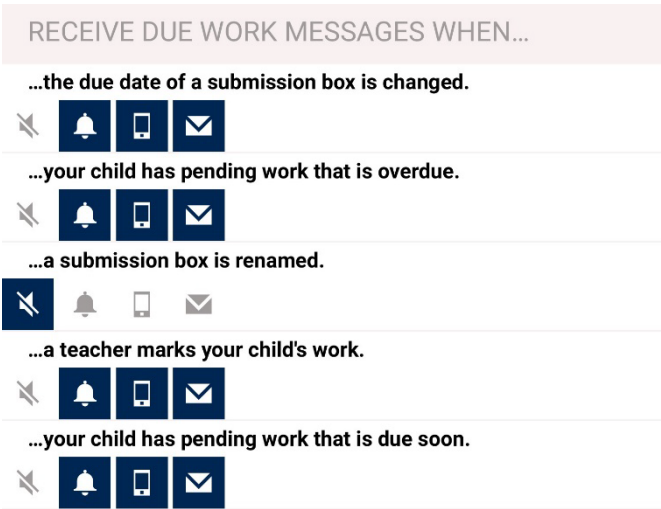 RECEIVE DUE WORK MESSAGES WHEN...
...the due date of a submission box is changed.
...your child has pending work that is overdue.
...a submission box is renamed.
...a teacher marks your child's work.
...your child has pending work that is due soon.